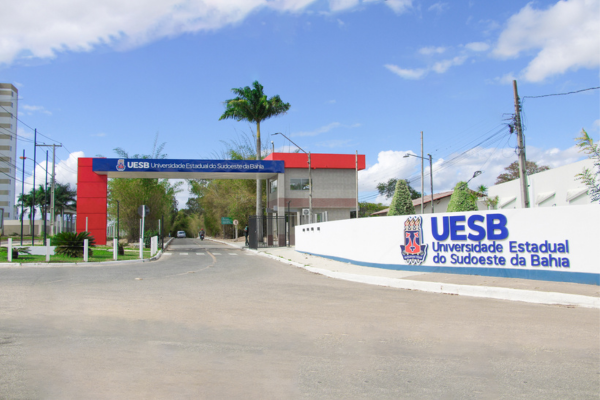 UESB Universidade Estadual do Sudoeste da Bahia
UESB
Universidade Estadual
do Sudoeste da Bahia